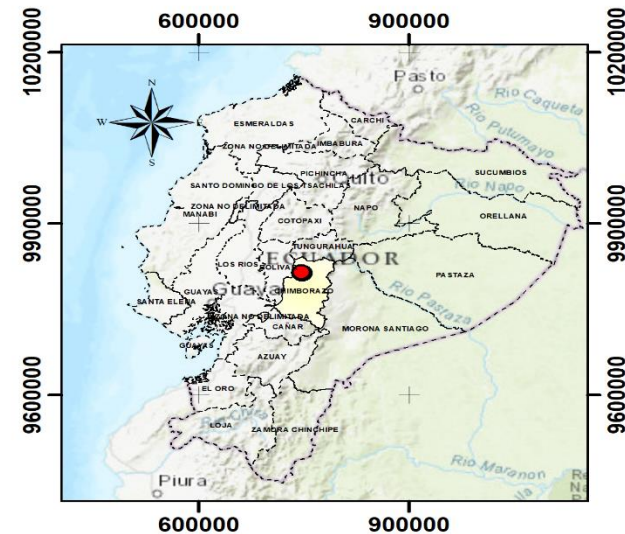 600000 900000
10200000 10200000
Pasto
N
W
S
CARCHI
Rio Caqueta
ESMERALDAS
Rio Putumayo
ZONA NO DELIMITADA IMBABURA
PICHINCHA
SUCUMBIOS
Quito
SANTO DOMINGO DE LOS TSACHILAS
Rio Napo
NAPO
ZONA NO DELIMITADA
ORELLANA
MANABI
9900000 9900000
COTOPAXI
TUNGURAHUA
ECUADOR
LOS RIOS
BOLIVAR
PASTAZA
GUAYAS
Guaya
CHIMBORAZO
SANTA ELENA
Rio Pastaza
ZONA NO DELIMITADA
CAÑAR
MORONA SANTIAGO
GUAYAS
AZUAY
EL ORO
9600000 9600000
Rio Chira
LOJA
ZAMORA CHINCHIPE
Rio Maranon
Piura
600000 900000